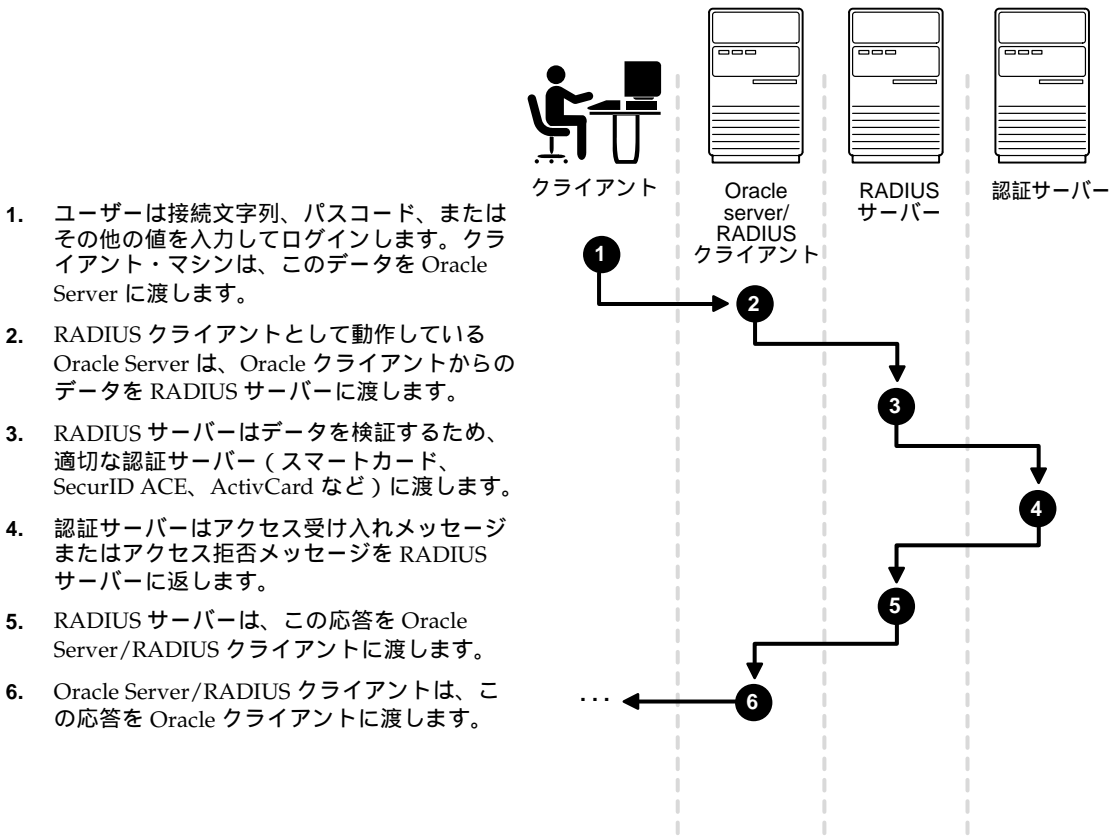 クライアント
Oracle
server/
RADIUS
クライアント
RADIUS
サーバー
認証サーバー
1. ユーザーは接続文字列、パスコード、または
その他の値を入力してログインします。クラ
イアント・マシンは、このデータを Oracle
Server に渡します。
2. RADIUS クライアントとして動作している
Oracle Server は、Oracle クライアントからの
データを RADIUS サーバーに渡します。
3. RADIUS サーバーはデータを検証するため、
適切な認証サーバー（スマートカード、
SecurID ACE、ActivCard など）に渡します。
4. 認証サーバーはアクセス受け入れメッセージ
またはアクセス拒否メッセージを RADIUS
サーバーに返します。
5. RADIUS サーバーは、この応答を Oracle
Server/RADIUS クライアントに渡します。
6. Oracle Server/RADIUS クライアントは、こ
の応答を Oracle クライアントに渡します。
1
2
3
4
5
... 6